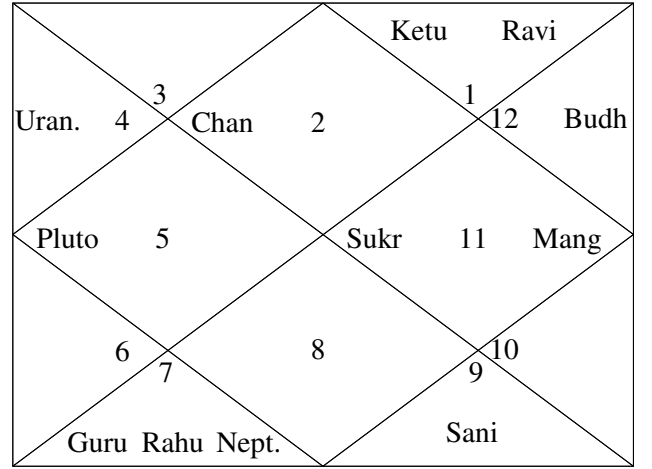 Ketu Ravi
3 1
Uran. 4 Chan 2 12 Budh
Pluto 5 Sukr 11 Mang
6 8 10
7 9
Guru Rahu Nept. Sani